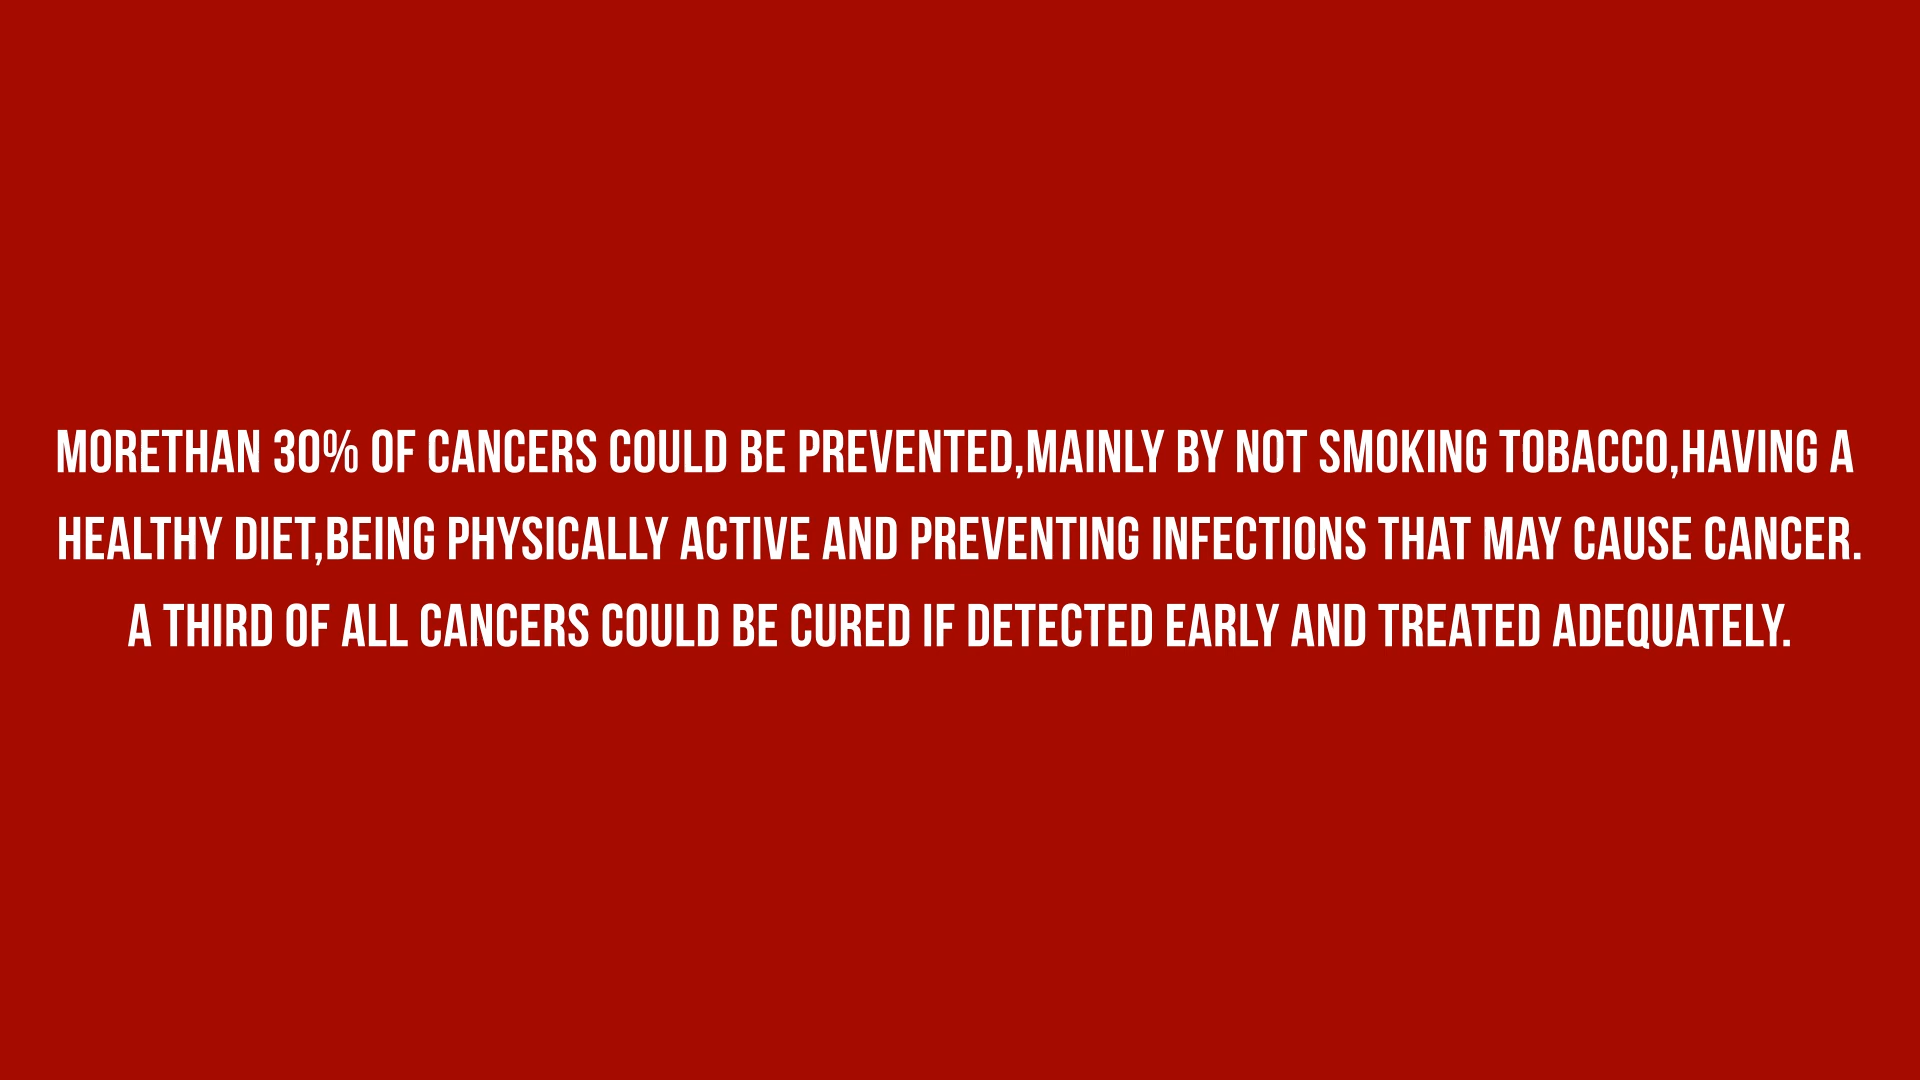 MORETHAN 30% OF CANCERS COULD BE PREVENTED,MAINLY BY NOT SMOKING TOBACCO,HAVING A
HEALTHY DIET,BEING PHYSICALLY ACTIVE AND PREVENTING INFECTIONS THAT MAY CAUSE CANCER.
A THIRD OF ALL CANCERS COULD BE CURED IF DETECTED EARLY AND TREATED ADEQUATELY.